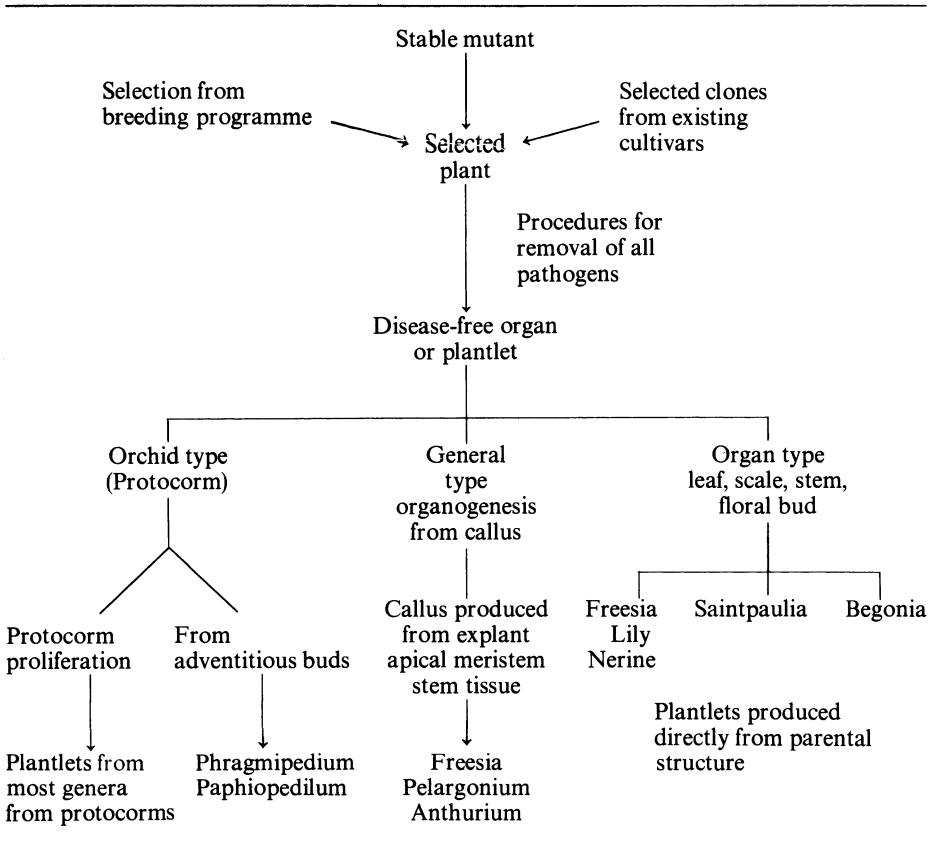 Stable mutant
Selection from
breeding programme
Selected clones
from existing
cultivars
Selected
plant
Procedures for
removal of all
pathogens
Disease-free organ
or plantlet
Orchid type
(Protocorm)
General
type
organogenesis
from callus
Organ type
leaf, scale, stem,
floral bud
Protocorm
proliferation
From
adventitious buds
Callus produced
from explant
apical meristem
stem tissue
Freesia
Lily
Nerine
Saintpaulia
Begonia
Plantlets produced
directly from parental
structure
Plantlets from
most genera
from protocorms
Phragmipedium
Paphiopedilum
Freesia
Pelargonium
Anthurium